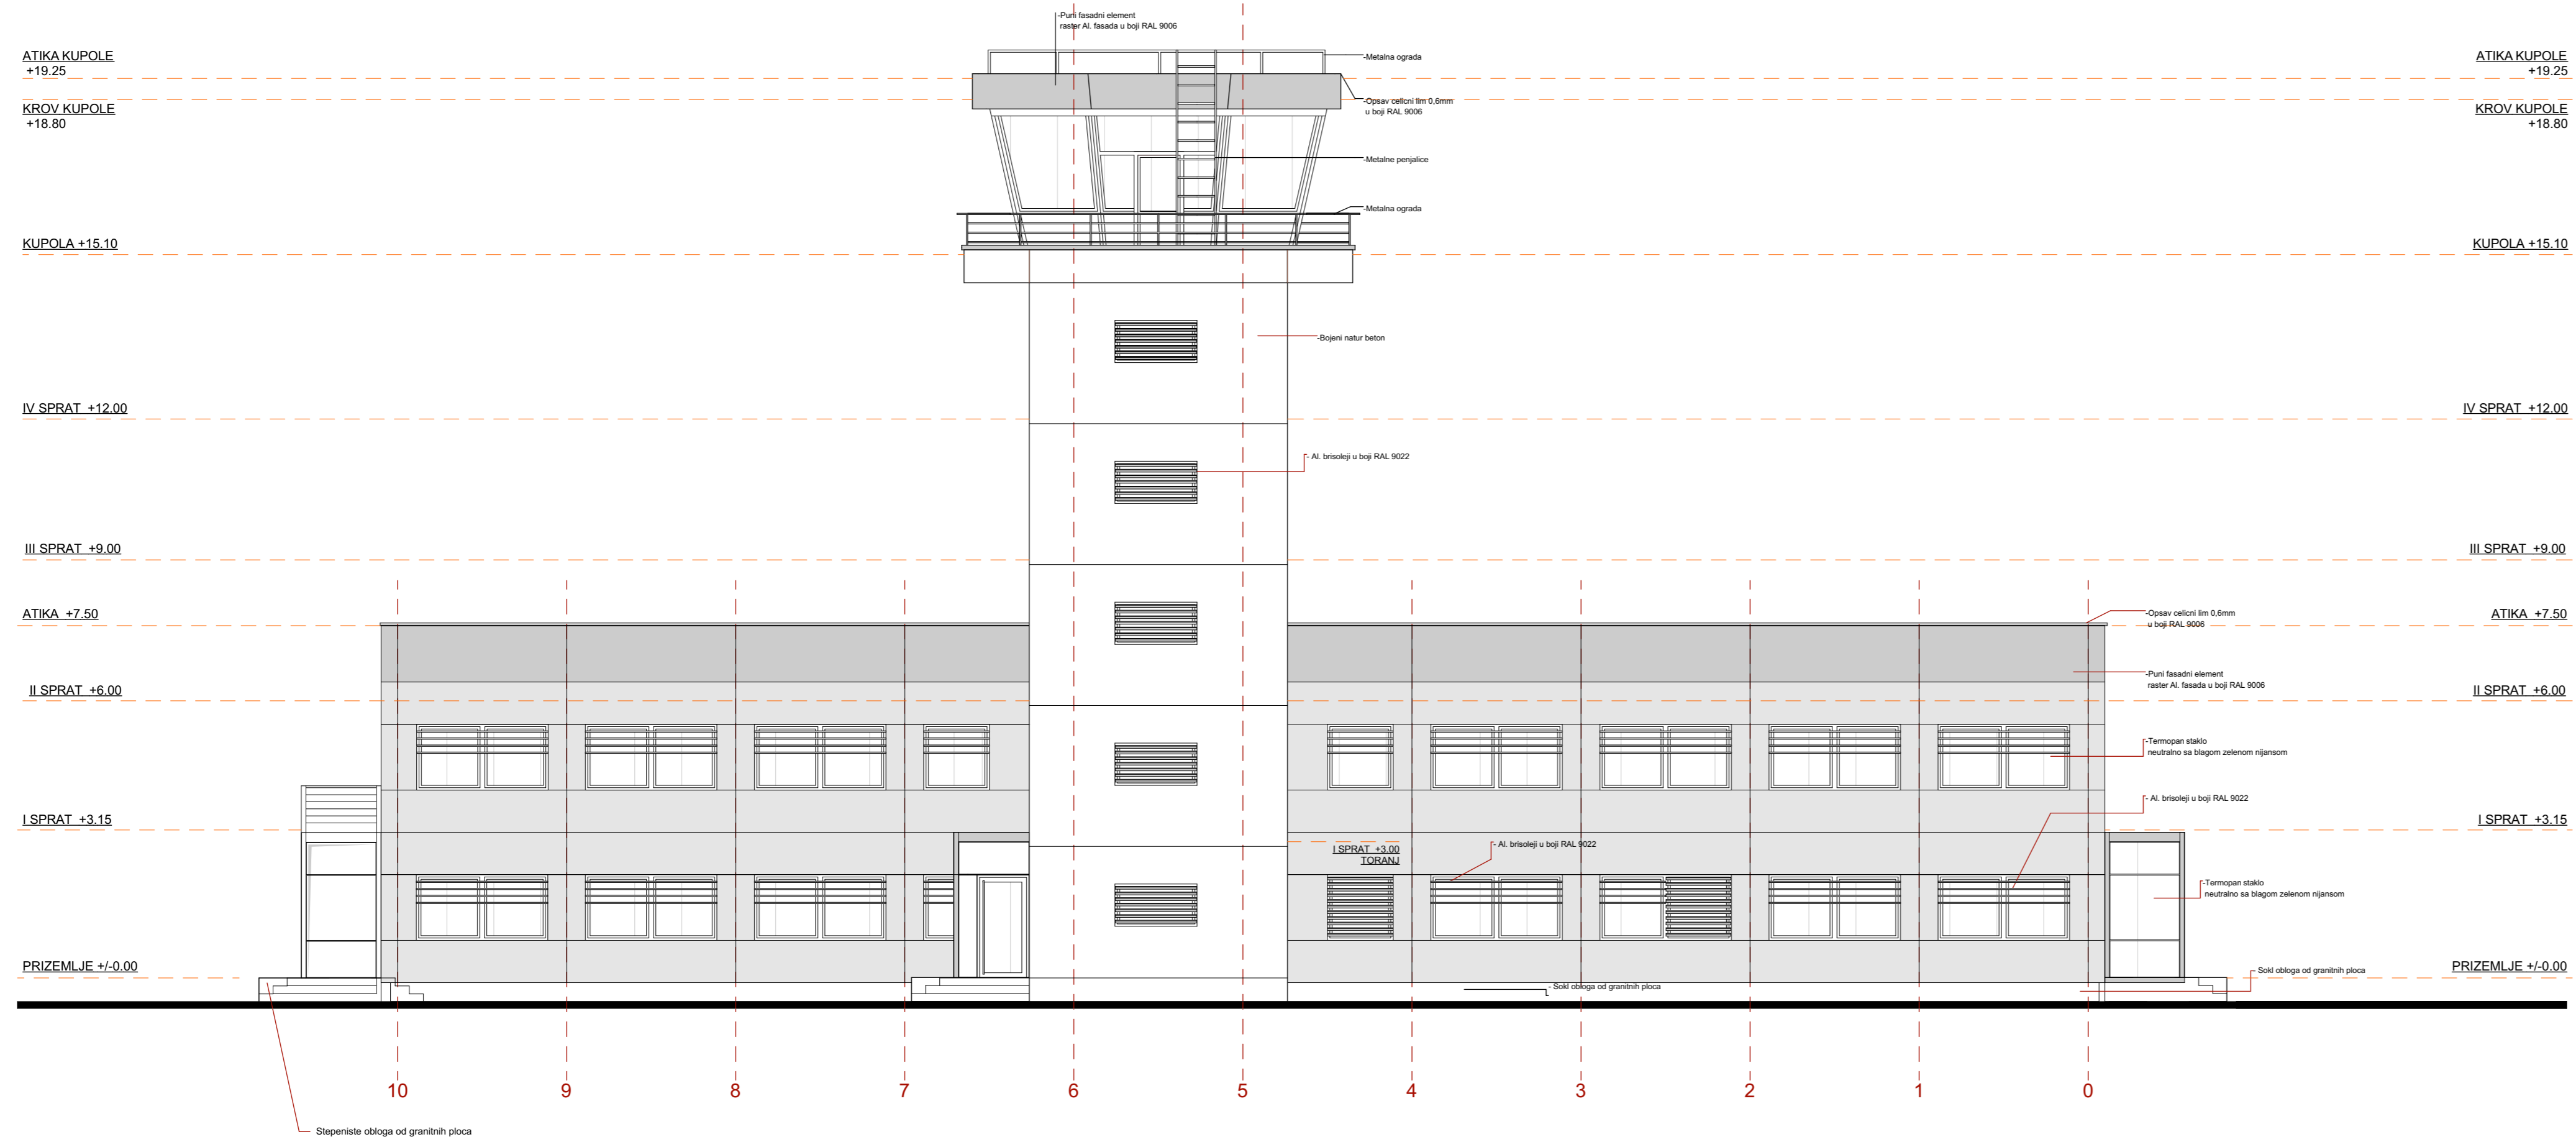 -Puni fasadni element
raster Al. fasada u boji RAL 9006
ATIKA KUPOLE
+19.25
-Metalna ograda
ATIKA KUPOLE
+19.25
KROV KUPOLE
+18.80
-Opsav celicni lim 0,6mm
u boji RAL 9006
KROV KUPOLE
+18.80
-Metalne penjalice
-Metalna ograda
KUPOLA +15.10
KUPOLA +15.10
-Bojeni natur beton
IV SPRAT +12.00
IV SPRAT +12.00
- Al. brisoleji u boji RAL 9022
III SPRAT +9.00
III SPRAT +9.00
ATIKA +7.50
-Opsav celicni lim 0,6mm
u boji RAL 9006
ATIKA +7.50
-Puni fasadni element
raster Al. fasada u boji RAL 9006
II SPRAT +6.00
II SPRAT +6.00
-Termopan staklo
neutralno sa blagom zelenom nijansom
- Al. brisoleji u boji RAL 9022
I SPRAT +3.15
I SPRAT +3.15
I SPRAT +3.00
TORANJ
- Al. brisoleji u boji RAL 9022
-Termopan staklo
neutralno sa blagom zelenom nijansom
PRIZEMLJE +/-0.00
- Sokl obloga od granitnih ploca
- Sokl obloga od granitnih ploca
PRIZEMLJE +/-0.00
10 9 8 7 6 5 4 3 2 1 0
Stepeniste obloga od granitnih ploca